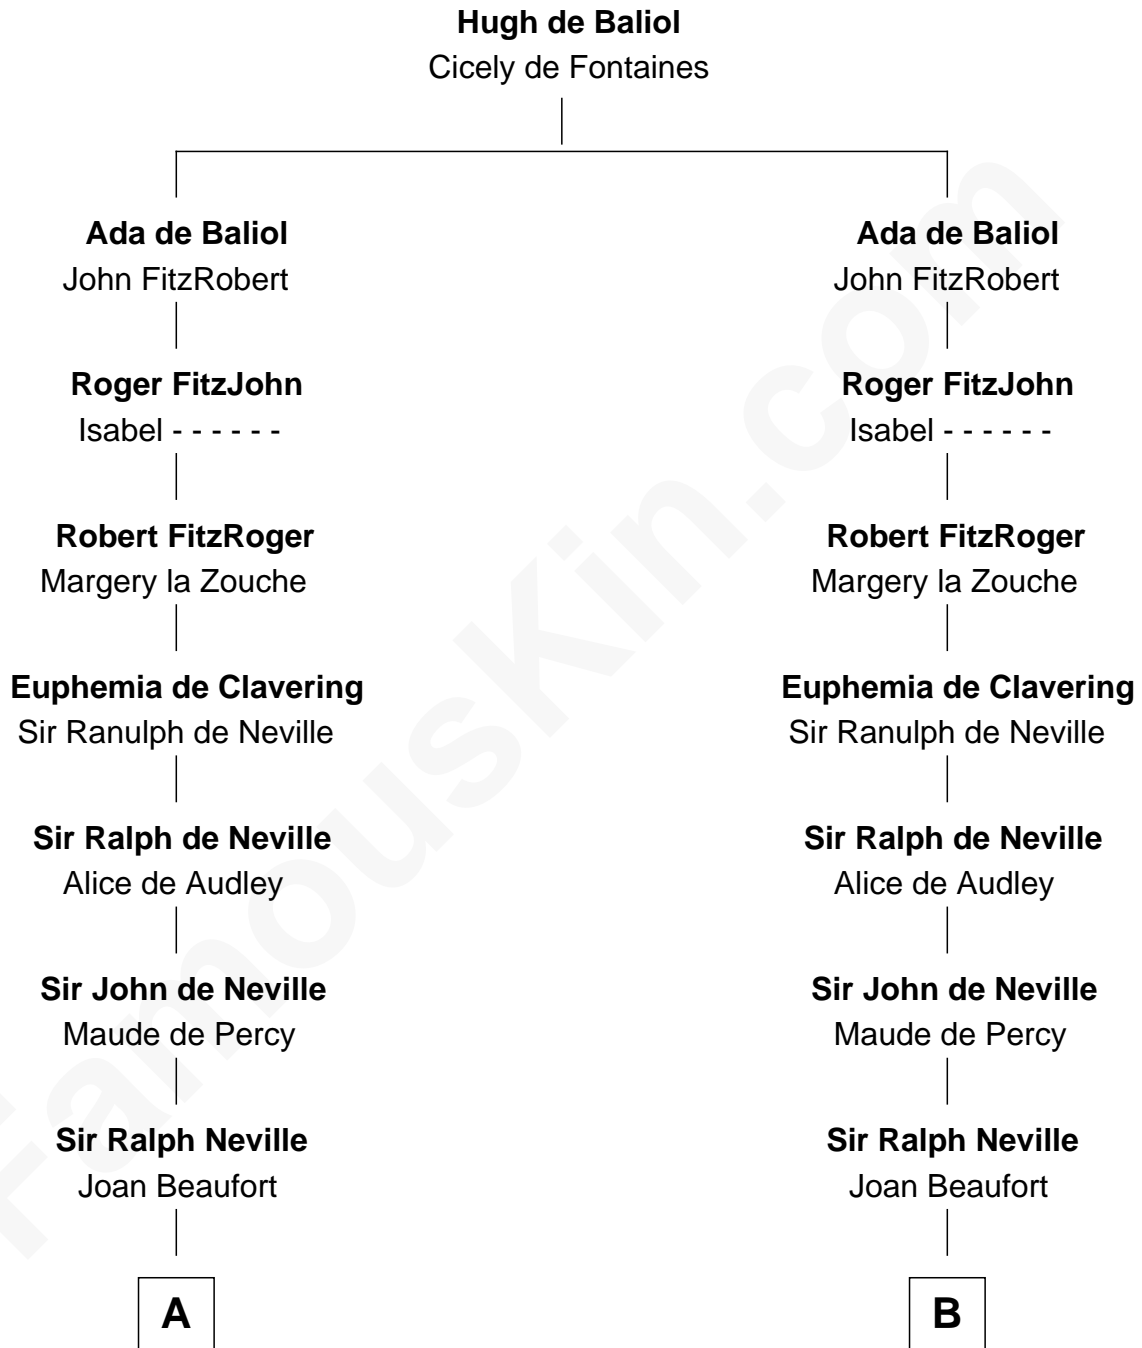 Hugh de Baliol
Cicely de Fontaines
Ada de Baliol
John FitzRobert
Roger FitzJohn
Isabel - - - - - -
Robert FitzRoger
Margery la Zouche
Euphemia de Clavering
Sir Ranulph de Neville
Sir Ralph de Neville
Alice de Audley
Sir John de Neville
Maude de Percy
Sir Ralph Neville
Joan Beaufort
A
Ada de Baliol
John FitzRobert
Roger FitzJohn
Isabel - - - - - -
Robert FitzRoger
Margery la Zouche
Euphemia de Clavering
Sir Ranulph de Neville
Sir Ralph de Neville
Alice de Audley
Sir John de Neville
Maude de Percy
Sir Ralph Neville
Joan Beaufort
B
FamousKin.com